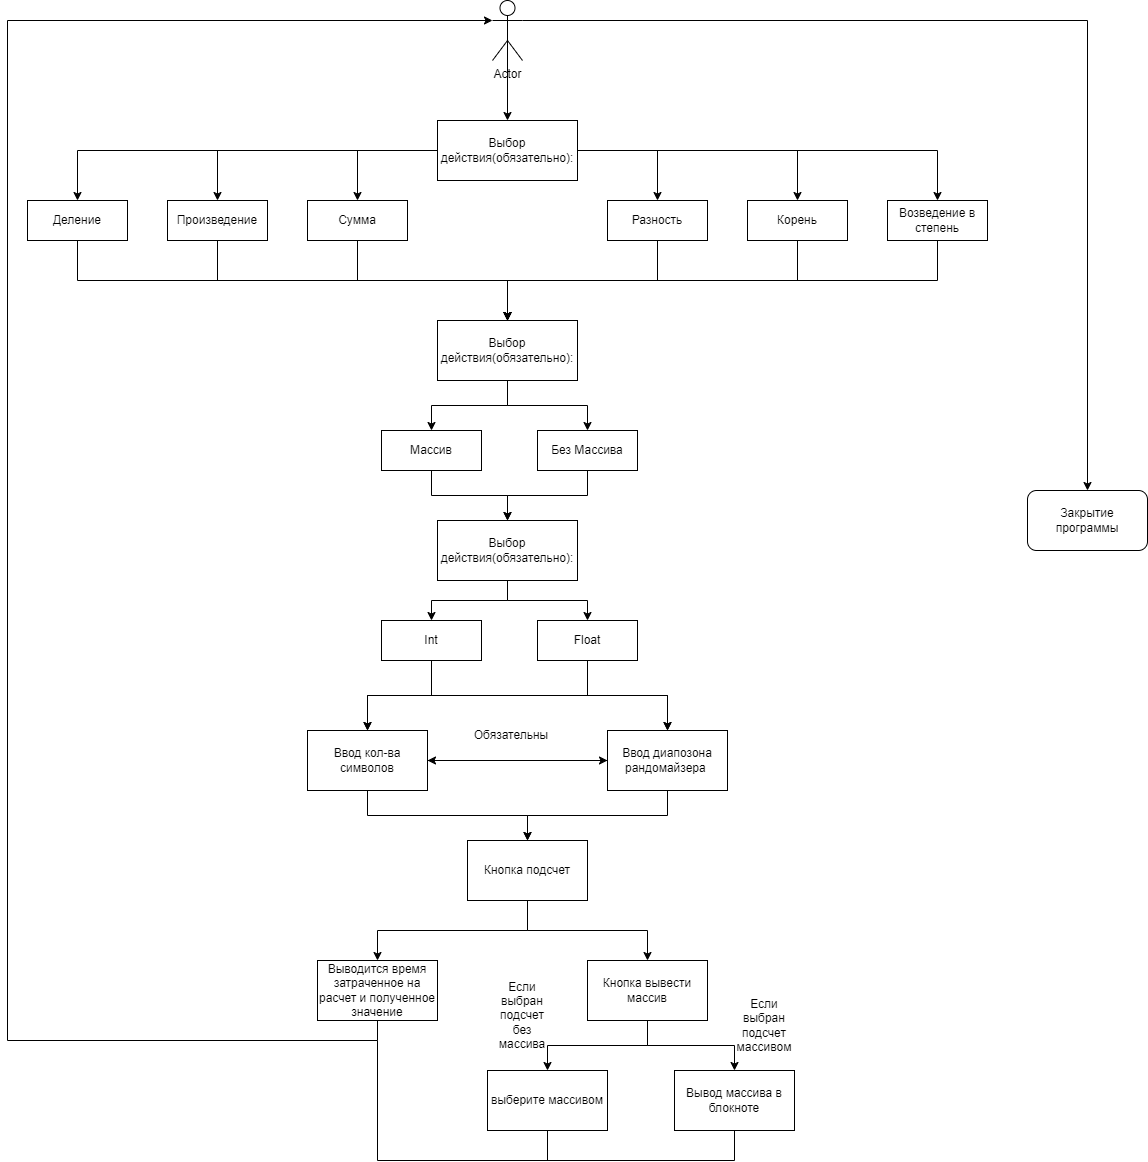 Actor
Выбор
действия(обязательно):
Деление
Произведение
Сумма
Разность
Корень
Возведение в
степень
Выбор
действия(обязательно):
Массив
Без Массива
Выбор
действия(обязательно):
Закрытие
программы
Int
Float
Обязательны
Ввод кол-ва
символов
Ввод диапозона
рандомайзера
Кнопка подсчет
Выводится время
затраченное на
расчет и полученное
значение
Если
выбран
подсчет
без
массива
Кнопка вывести
массив
Если
выбран
подсчет
массивом
выберите массивом
Вывод массива в
блокноте